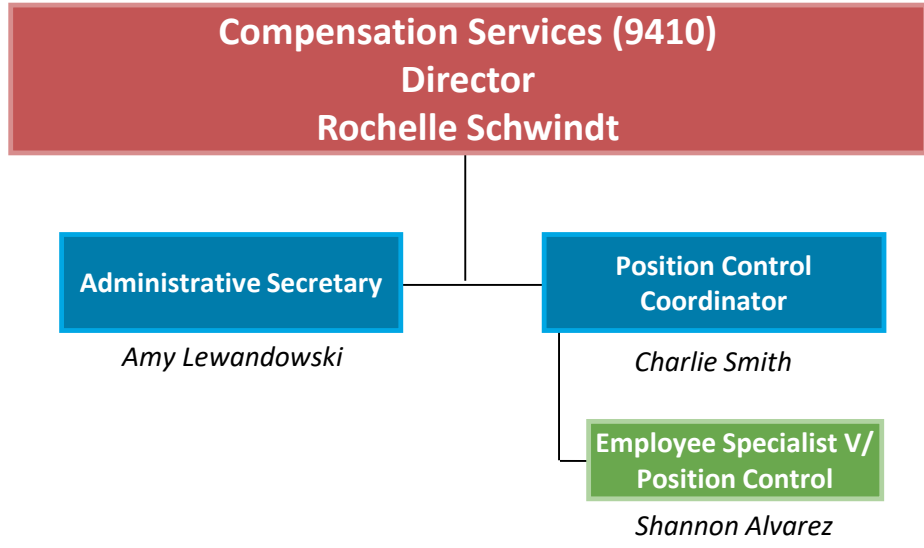 Compensation Services (9410)
Director
Rochelle Schwindt
Administrative Secretary
Amy Lewandowski
Position Control
Coordinator
Charlie Smith
Employee Specialist V/
Position Control
Shannon Alvarez